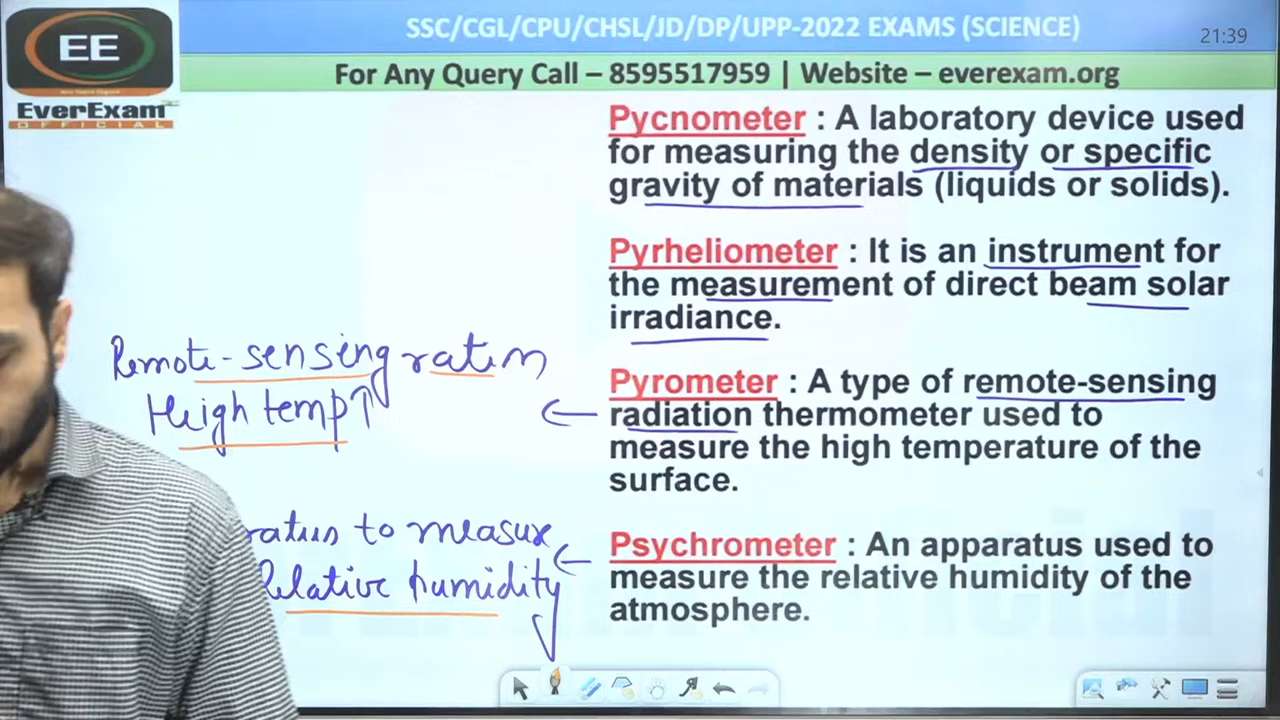 SSC/CGL/CPU/CHSL/JD/DP/UPP-2022 EXAMS (SCIENCE)
21:39
For Any Query Call – 8595517959 | Website – everexam.org
EE
EverExam
OFFICIAL
Pycnometer : A laboratory device used
for measuring the density or specific
gravity of materials (liquids or solids).
Pyrheliometer : It is an instrument for
the measurement of direct beam solar
irradiance.
Remote-sensing
High temp↑
Pyrometer : A type of remote-sensing
radiation thermometer used to
measure the high temperature of the
surface.
to measure
humidity
Psychrometer : An apparatus used to
measure the relative humidity of the
atmosphere.